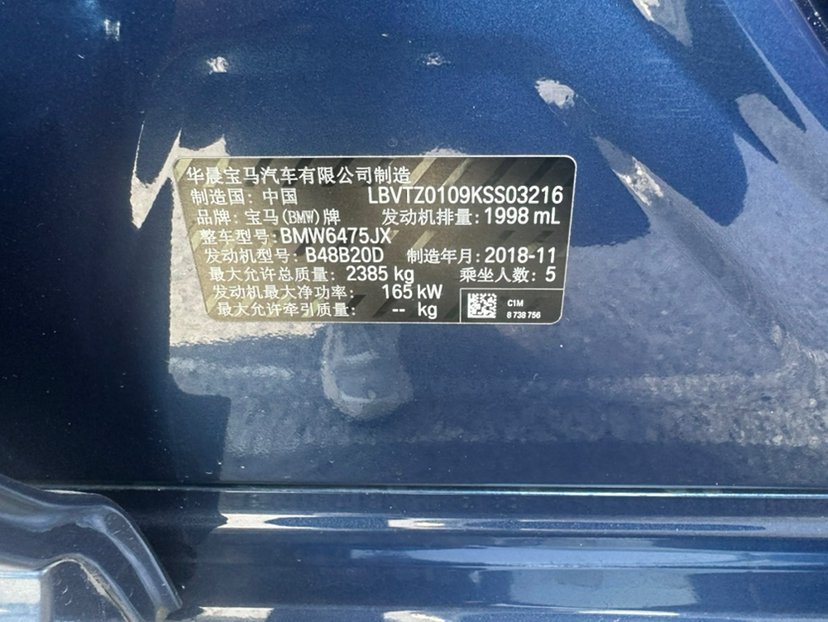 华晨宝马汽车有限公司制造
制造国: 中国 LBVTZ0109KSS03216
品牌: 宝马(BMW)牌 发动机排量: 1998 mL
整车型号: BMW6475JX
发动机型号: B48B20D 制造年月: 2018-11
最大允许总质量: 2385 kg 乘坐人数: 5
发动机最大净功率: 165 kW
最大允许牵引质量: -- kg
C1M
8 738 756